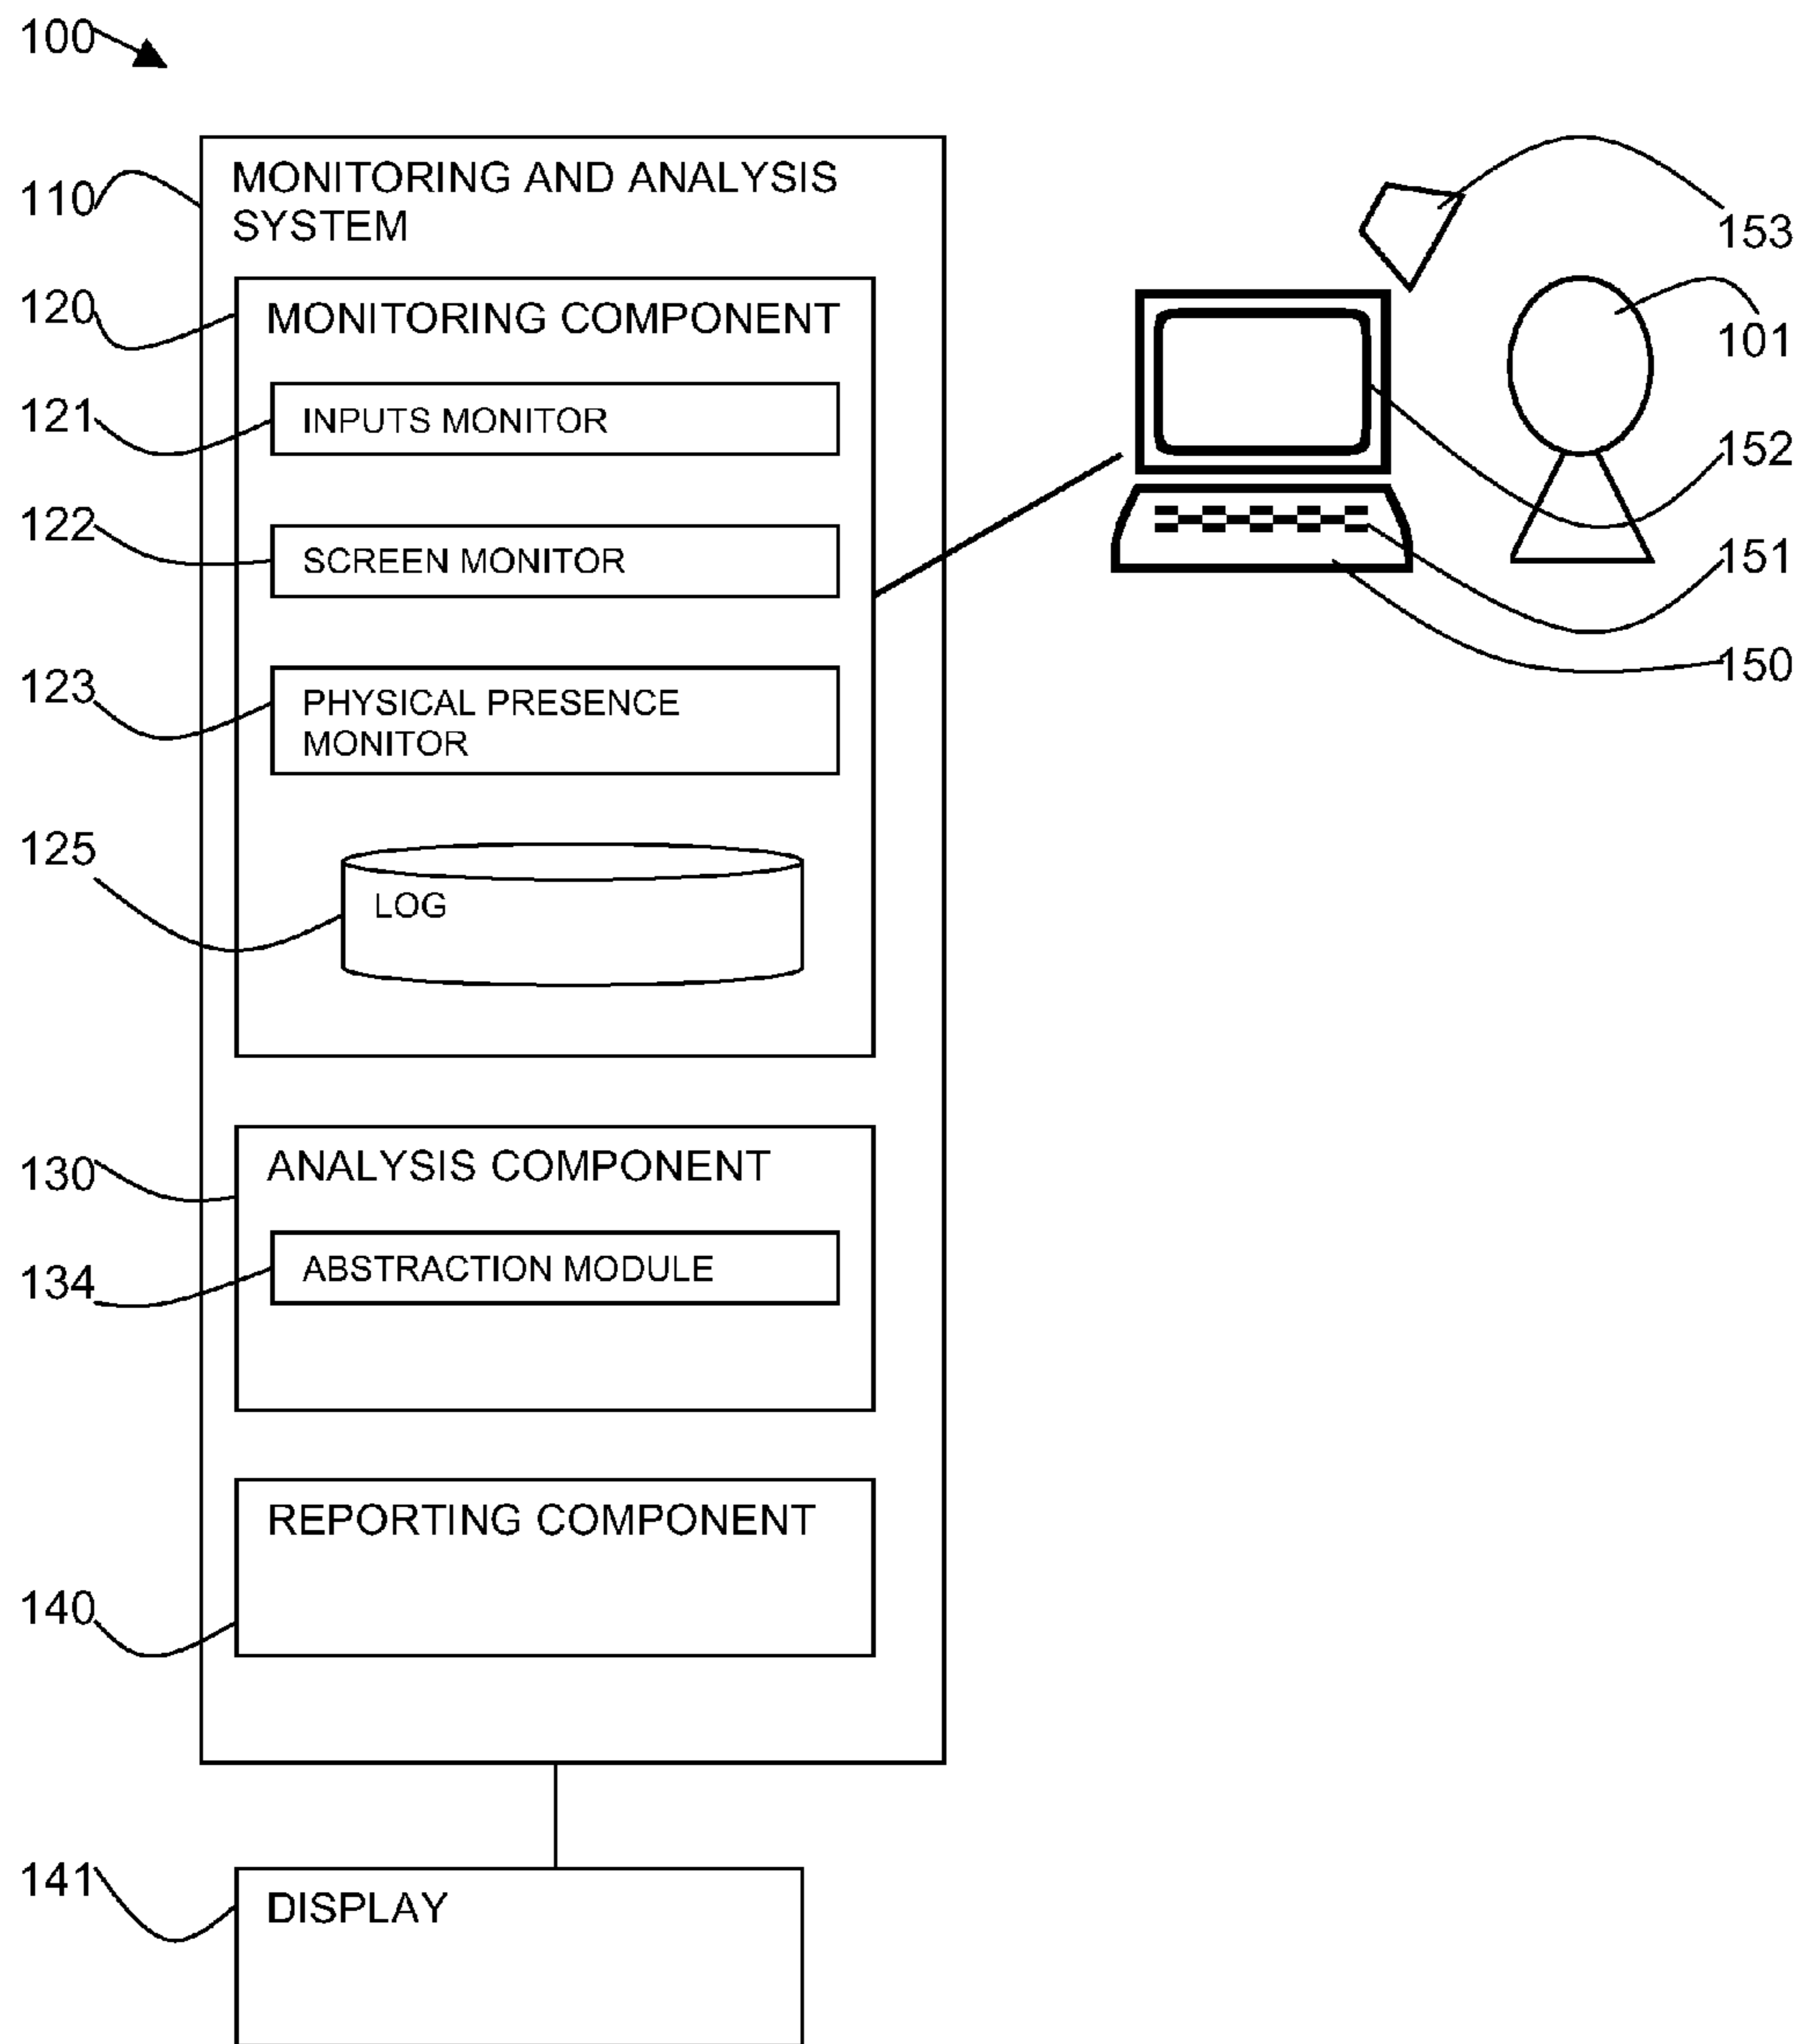 100
110
MONITORING AND ANALYSIS
SYSTEM
153
120
MONITORING COMPONENT
101
121
INPUTS MONITOR
152
122
SCREEN MONITOR
151
150
123
PHYSICAL PRESENCE
MONITOR
125
LOG
130
ANALYSIS COMPONENT
134
ABSTRACTION MODULE
REPORTING COMPONENT
140
141
DISPLAY